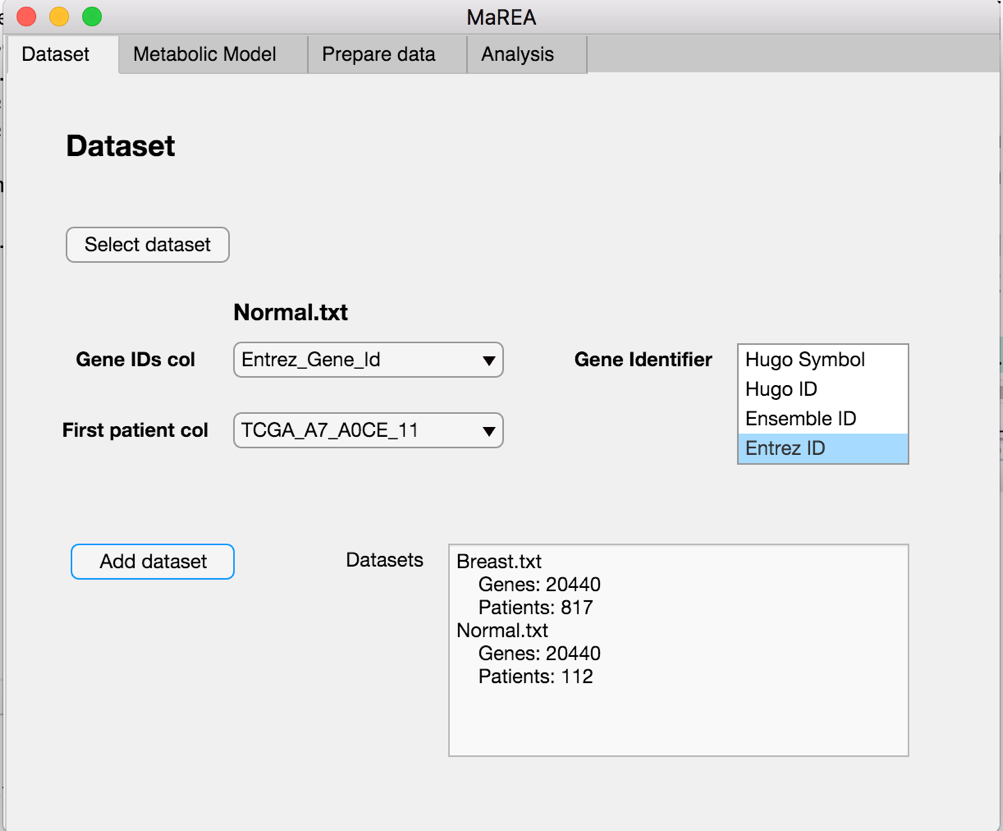 MaREA
Dataset
Metabolic Model
Prepare data
Analysis
Dataset
Select dataset
Normal.txt
Gene IDs col
Entrez_Gene_Id
Gene Identifier
Hugo Symbol
Hugo ID
Ensemble ID
Entrez ID
First patient col
TCGA_A7_A0CE_11
Add dataset
Datasets
Breast.txt
Genes: 20440
Patients: 817
Normal.txt
Genes: 20440
Patients: 112